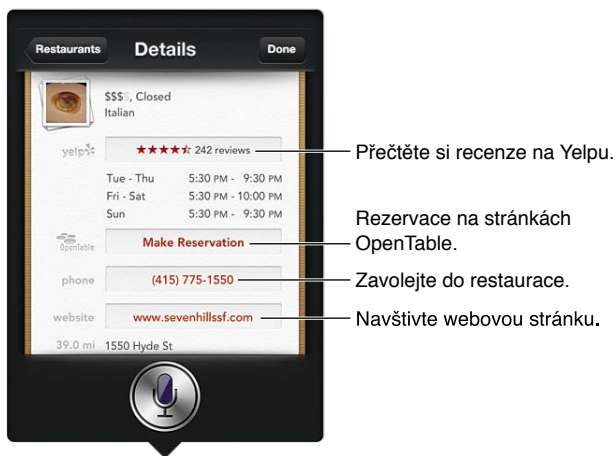 Restaurants
Details
Done
$$$$, Closed
Italian
yelp
242 reviews
Přečtěte si recenze na Yelpu.
Tue - Thu 5:30 PM - 9:30 PM
Fri - Sat 5:30 PM - 10:00 PM
Sun 5:30 PM - 9:30 PM
OpenTable
Make Reservation
Rezervace na stránkách
OpenTable.
phone
(415) 775-1550
Zavolejte do restaurace.
website
www.sevenhillssf.com
Navštivte webovou stránku.
39.0 mi 1550 Hyde St